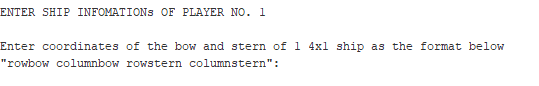 ENTER SHIP INFOMATIONs OF PLAYER NO. 1
Enter coordinates of the bow and stern of 1 4x1 ship as the format below
"rowbow columnbow rowstern columnstern":